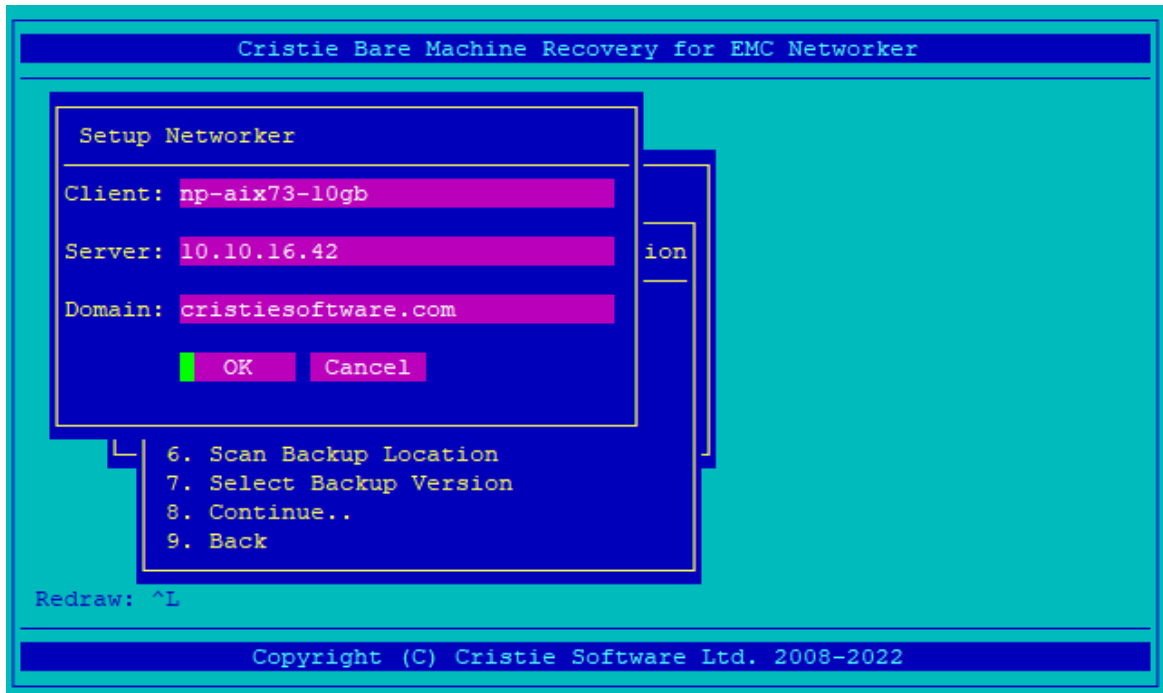 Cristie Bare Machine Recovery for EMC Networker
Setup Networker
Client: np-aix73-10gb
Server: 10.10.16.42
ion
Domain: cristiesoftware.com
OK Cancel
6. Scan Backup Location
7. Select Backup Version
8. Continue..
9. Back
Redraw: ^L
Copyright (C) Cristie Software Ltd. 2008-2022